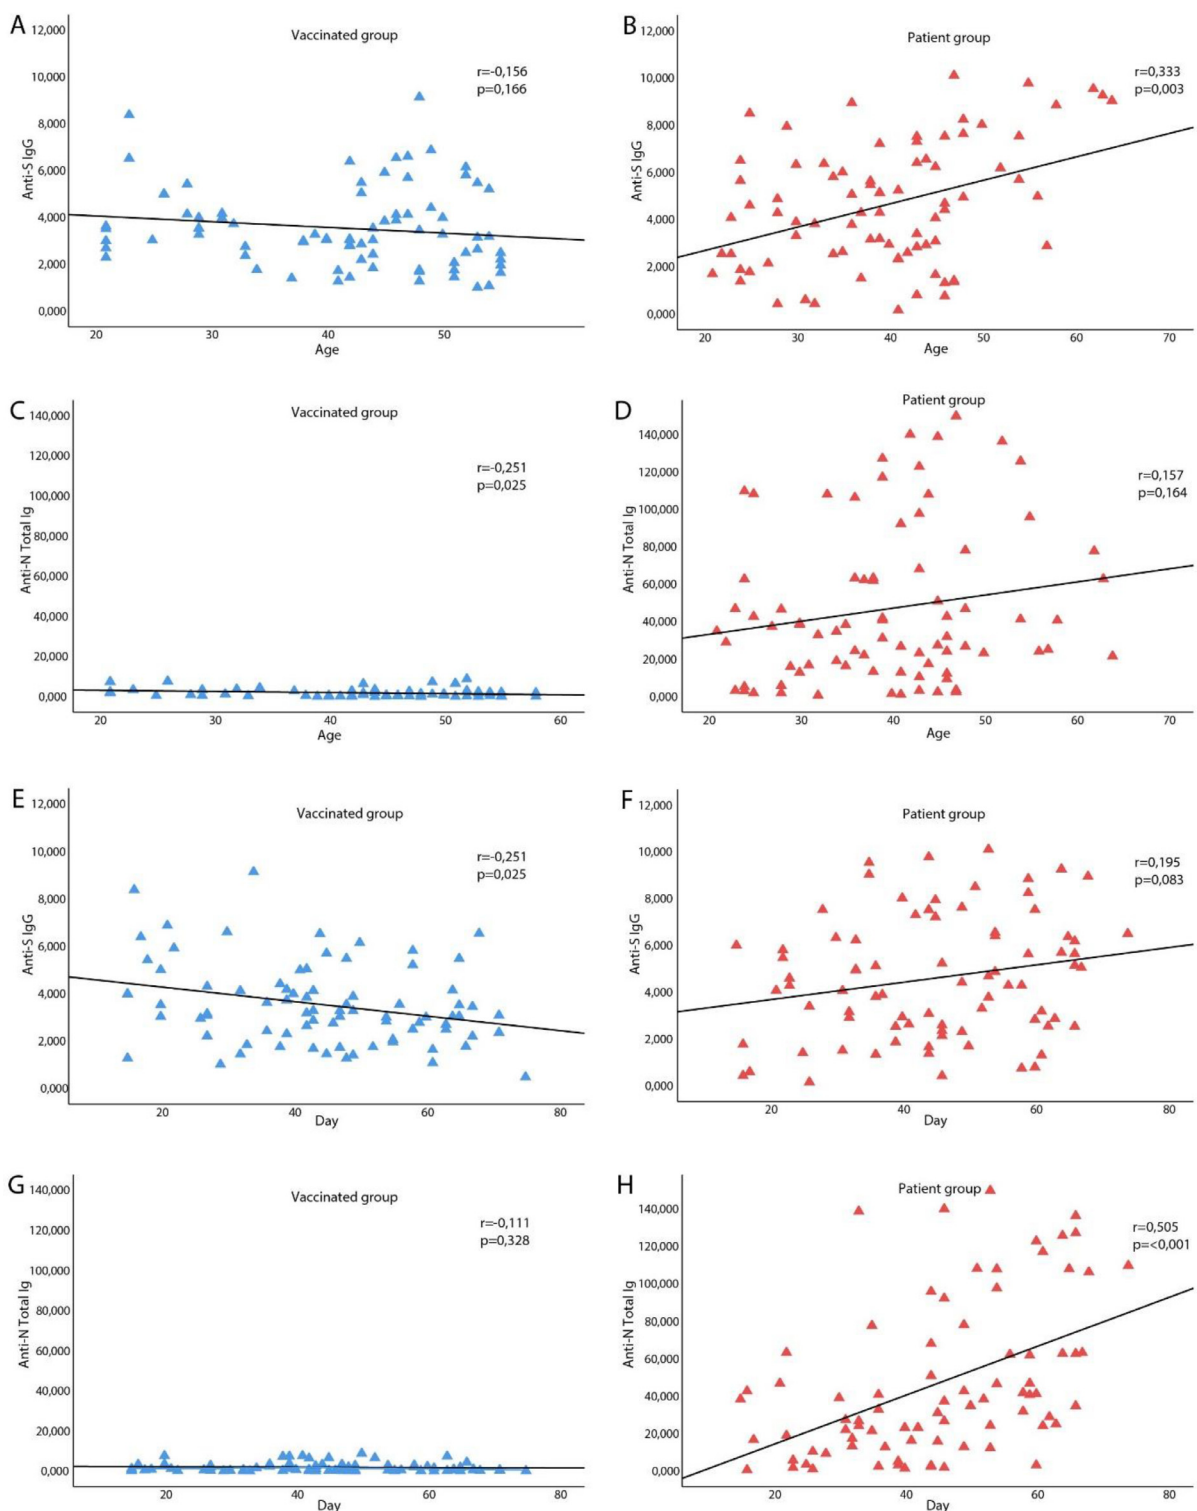 A
Vaccinated group
r=-0,156
p=0,166
12,000
10,000
8,000
6,000
4,000
2,000
0,000
Anti-S IgG
20 30 40 50
Age
B
Patient group
r=0,333
p=0,003
12,000
10,000
8,000
6,000
4,000
2,000
0,000
Anti-S IgG
20 30 40 50 60 70
Age
C
Vaccinated group
r=-0,251
p=0,025
140,000
120,000
100,000
80,000
60,000
40,000
20,000
0,000
Anti-N Total Ig
20 30 40 50 60
Age
D
Patient group
r=0,157
p=0,164
140,000
120,000
100,000
80,000
60,000
40,000
20,000
0,000
Anti-N Total Ig
20 30 40 50 60 70
Age
E
Vaccinated group
r=-0,251
p=0,025
12,000
10,000
8,000
6,000
4,000
2,000
0,000
Anti-S IgG
20 40 60 80
Day
F
Patient group
r=0,195
p=0,083
12,000
10,000
8,000
6,000
4,000
2,000
0,000
Anti-S IgG
20 40 60 80
Day
G
Vaccinated group
r=-0,111
p=0,328
140,000
120,000
100,000
80,000
60,000
40,000
20,000
0,000
Anti-N Total Ig
20 40 60 80
Day
H
Patient group
r=0,505
p=<0,001
140,000
120,000
100,000
80,000
60,000
40,000
20,000
0,000
Anti-N Total Ig
20 40 60 80
Day